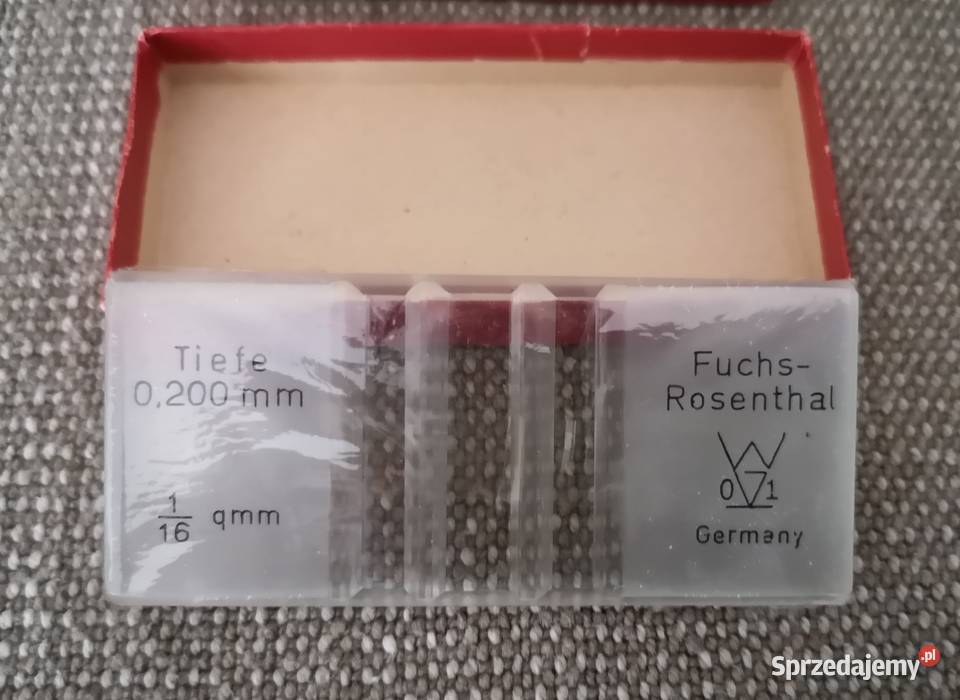 Tiefe
0,200 mm
1/16 qmm
Fuchs-
Rosenthal
W
0 1
Germany
Sprzedajemy.pl